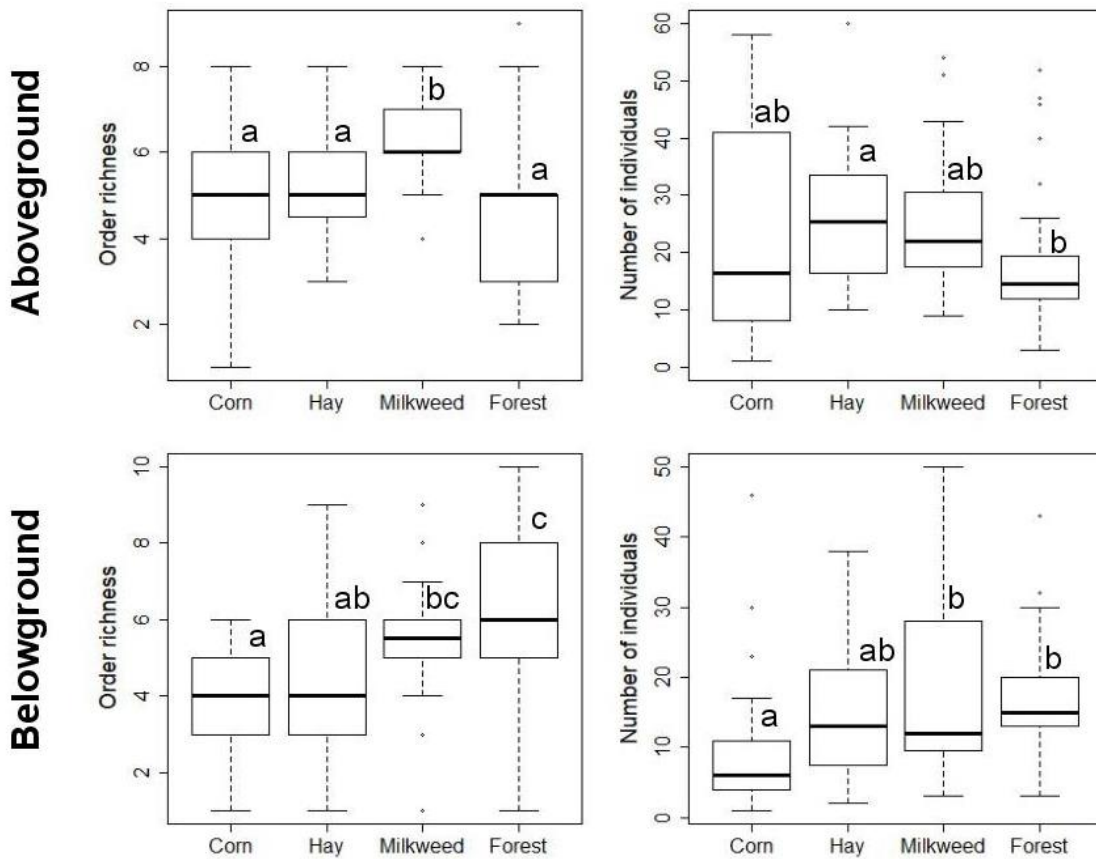 Aboveground
Order richness
8
6
4
2
a
a
b
a
Corn Hay Milkweed Forest
Number of individuals
60
50
40
30
20
10
0
ab
a
ab
b
Corn Hay Milkweed Forest
Belowground
Order richness
10
8
6
4
2
a
ab
bc
c
Corn Hay Milkweed Forest
Number of individuals
50
40
30
20
10
0
a
ab
b
b
Corn Hay Milkweed Forest